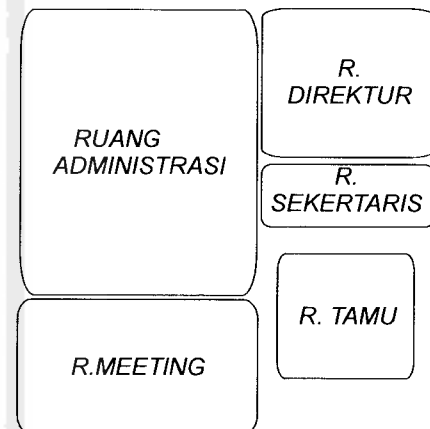 RUANG
ADMINISTRASI
R.
DIREKTUR
R.
SEKERTARIS
R. TAMU
R.MEETING